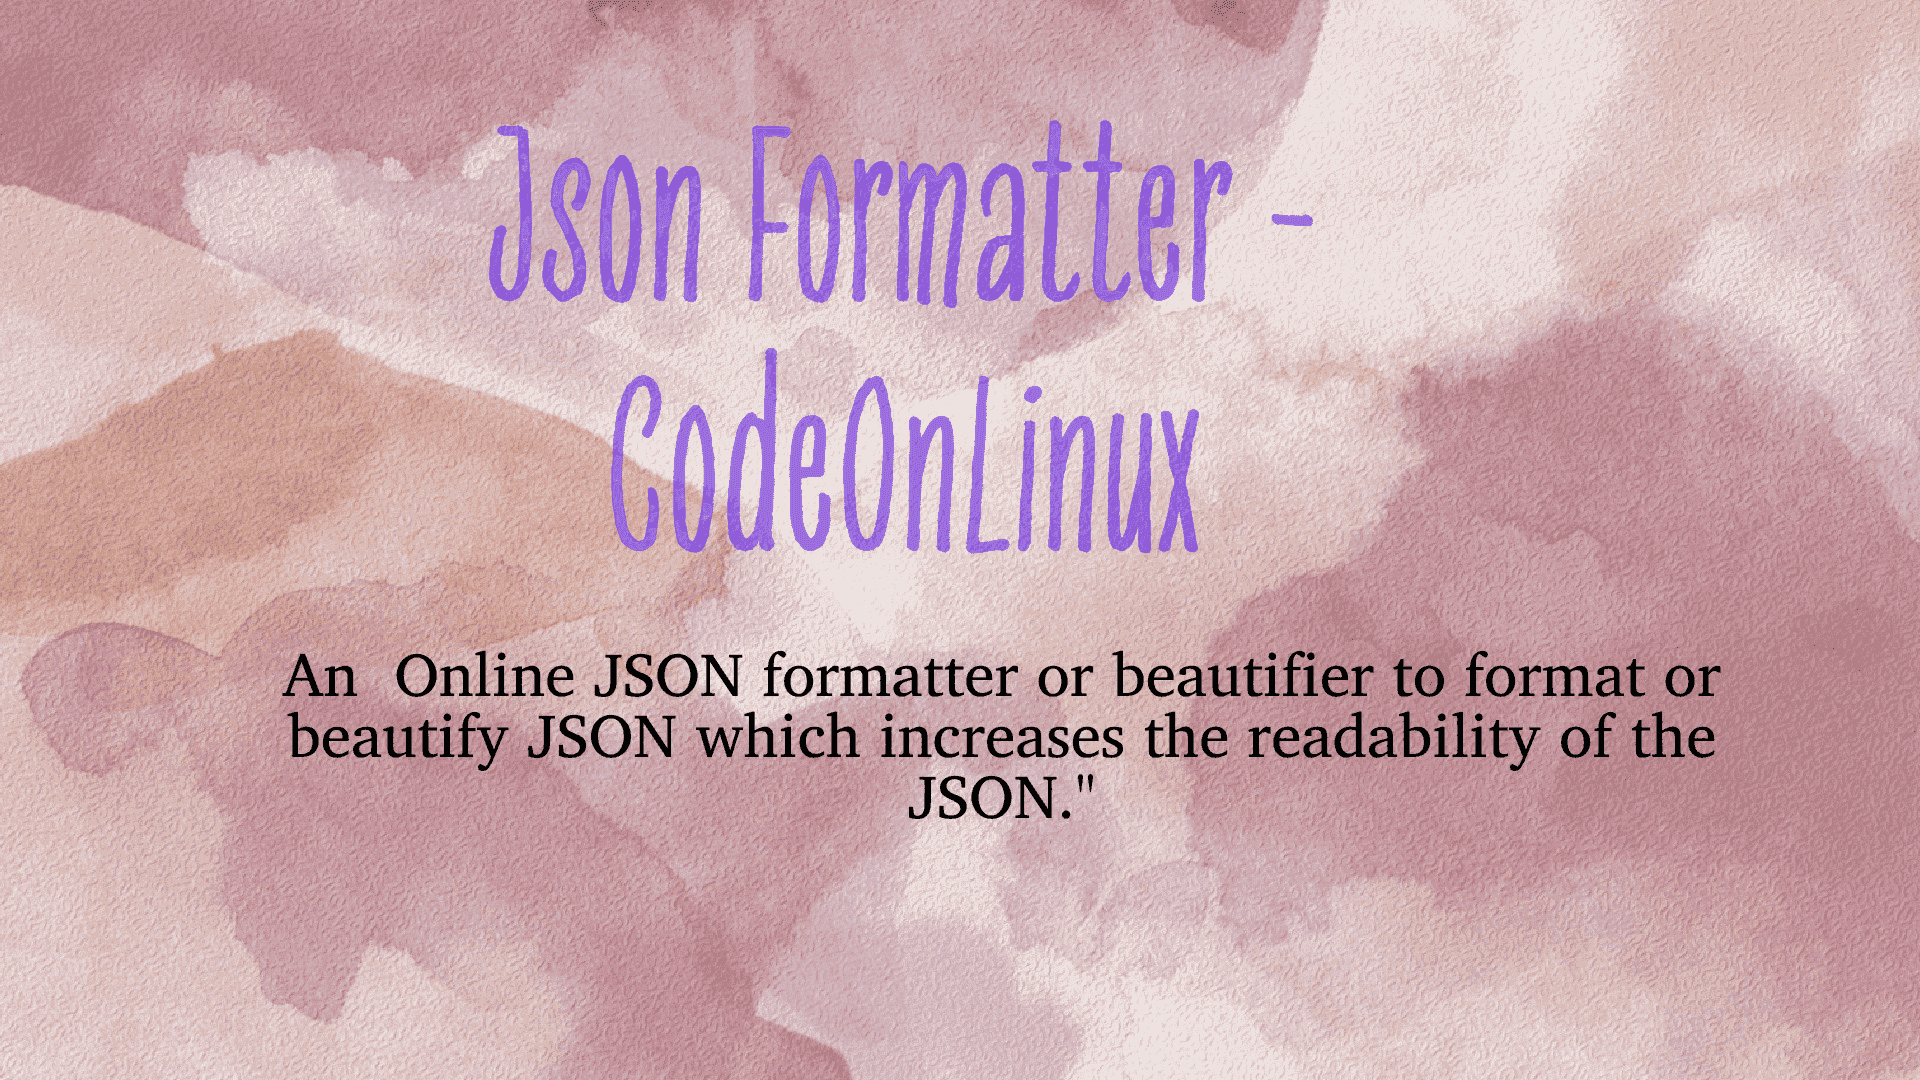 Json Formatter -
CodeOnLinux
An  Online JSON formatter or beautifier to format or
beautify JSON which increases the readability of the
JSON."